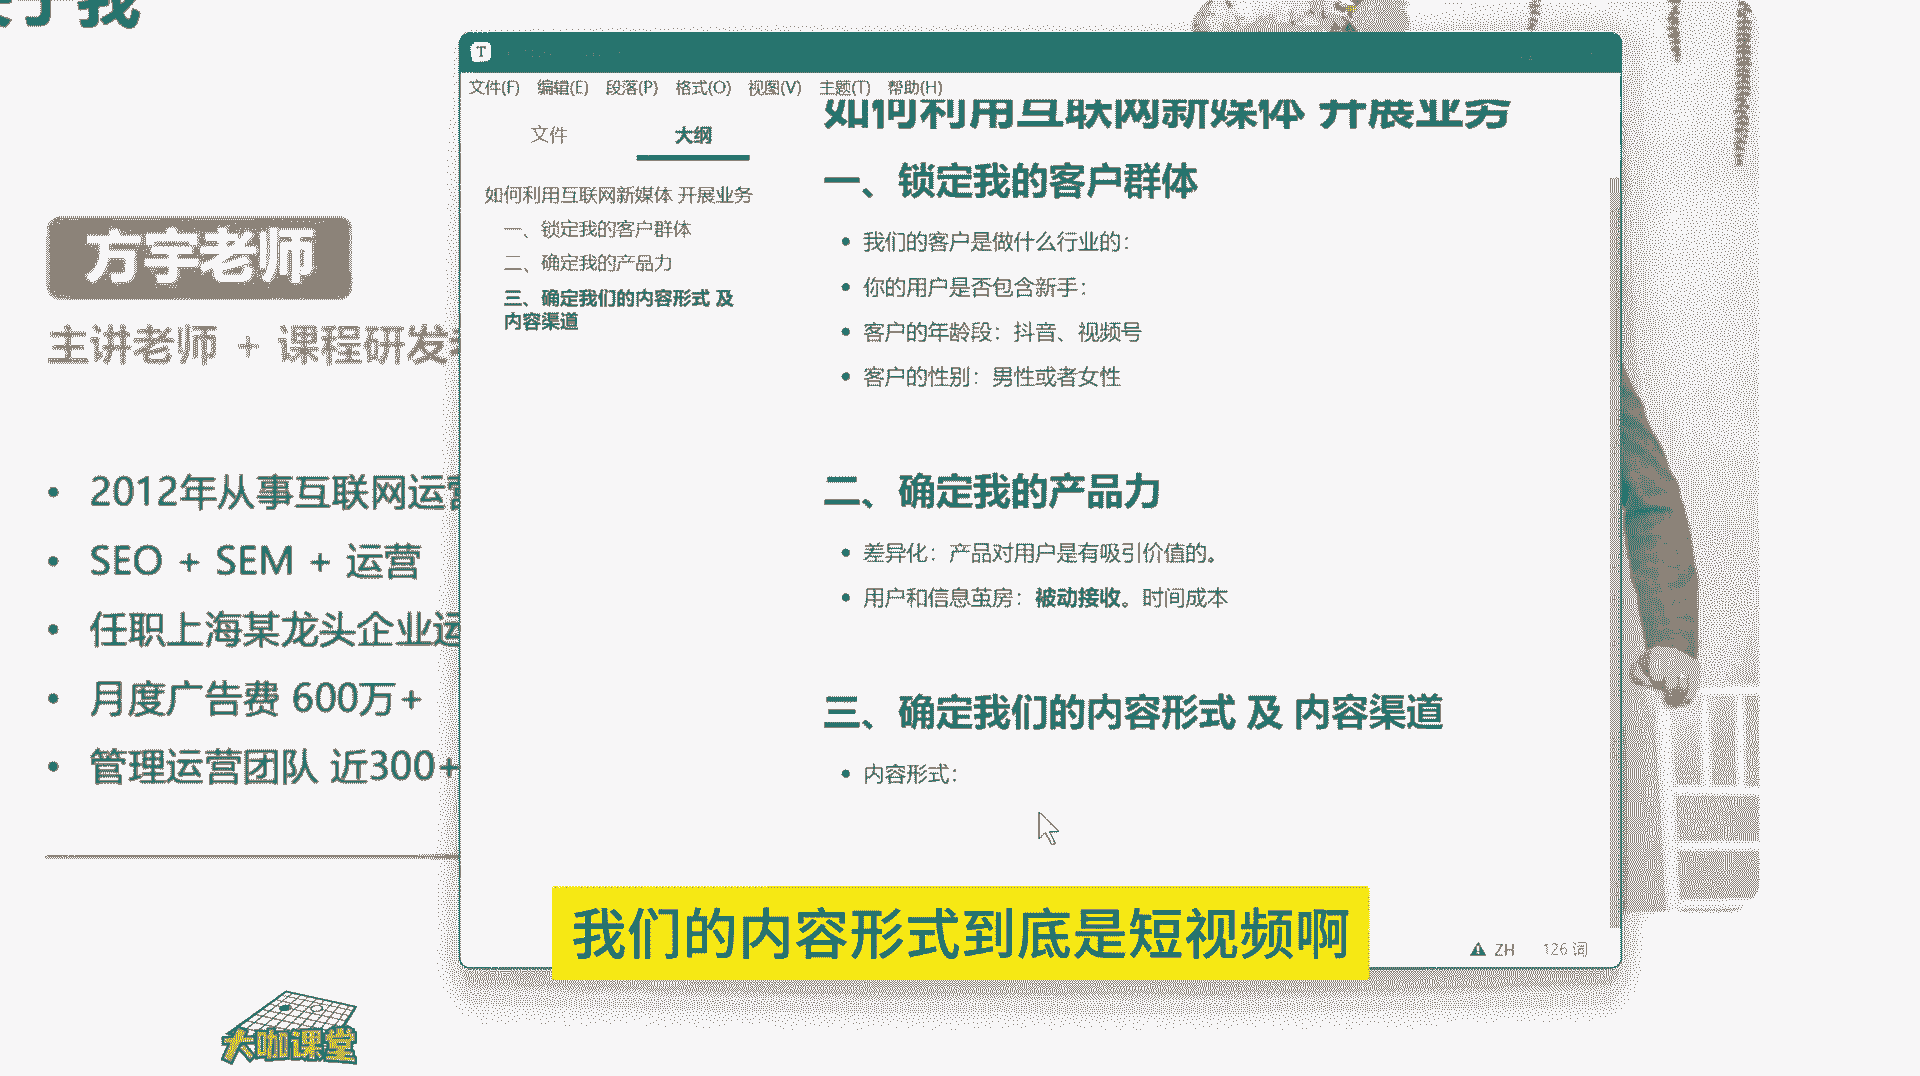 于我
方宇老师
主讲老师 + 课程研发
2012年从事互联网运营
SEO + SEM + 运营
任职上海某龙头企业运
月度广告费 600万+
管理运营团队 近300+
大咖课堂
T
文件(F) 编辑(E) 段落(P) 格式(O) 视图(V) 主题(T) 帮助(H)
文件 大纲
如何利用互联网新媒体 开展业务
一、锁定我的客户群体
二、确定我的产品力
三、确定我们的内容形式 及
内容渠道
如何利用互联网新媒体 开展业务
一、锁定我的客户群体
我们的客户是做什么行业的：
你的用户是否包含新手：
客户的年龄段：抖音、视频号
客户的性别：男性或者女性
二、确定我的产品力
差异化：产品对用户是有吸引价值的。
用户和信息茧房：被动接收。时间成本
三、确定我们的内容形式 及 内容渠道
内容形式：
我们的内容形式到底是短视频啊
ZH 126 词